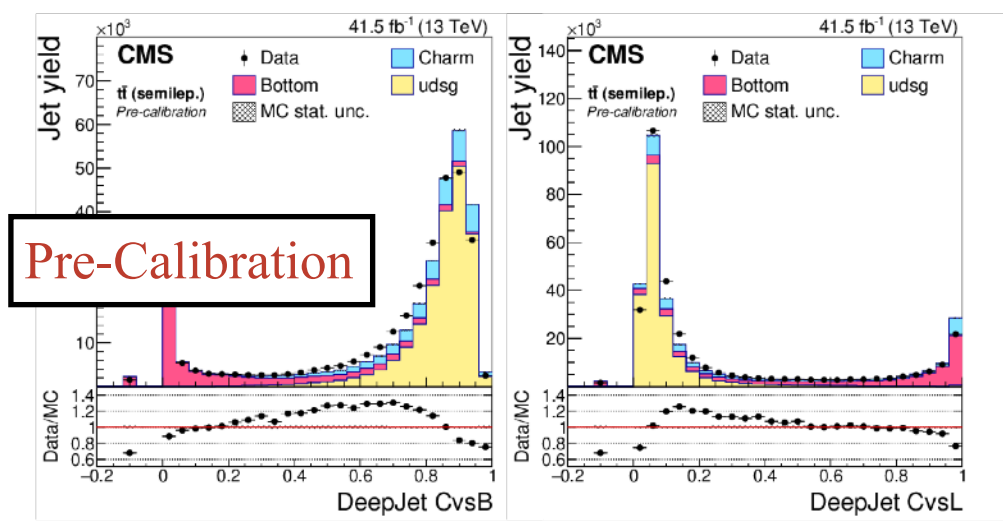 ×10³ 41.5 fb⁻¹ (13 TeV)
CMS
Data
Charm
Bottom
udsg
MC stat. unc.
tt̄ (semilep.)
Pre-calibration
Jet yield
70
60
50
40
10
Pre-Calibration
Data/MC
1.4
1.2
1
0.8
0.6
−0.2 0 0.2 0.4 0.6 0.8 1
DeepJet CvsB
×10³ 41.5 fb⁻¹ (13 TeV)
CMS
Data
Charm
Bottom
udsg
MC stat. unc.
tt̄ (semilep.)
Pre-calibration
Jet yield
140
120
100
80
60
40
20
Data/MC
1.4
1.2
1
0.8
0.6
−0.2 0 0.2 0.4 0.6 0.8 1
DeepJet CvsL